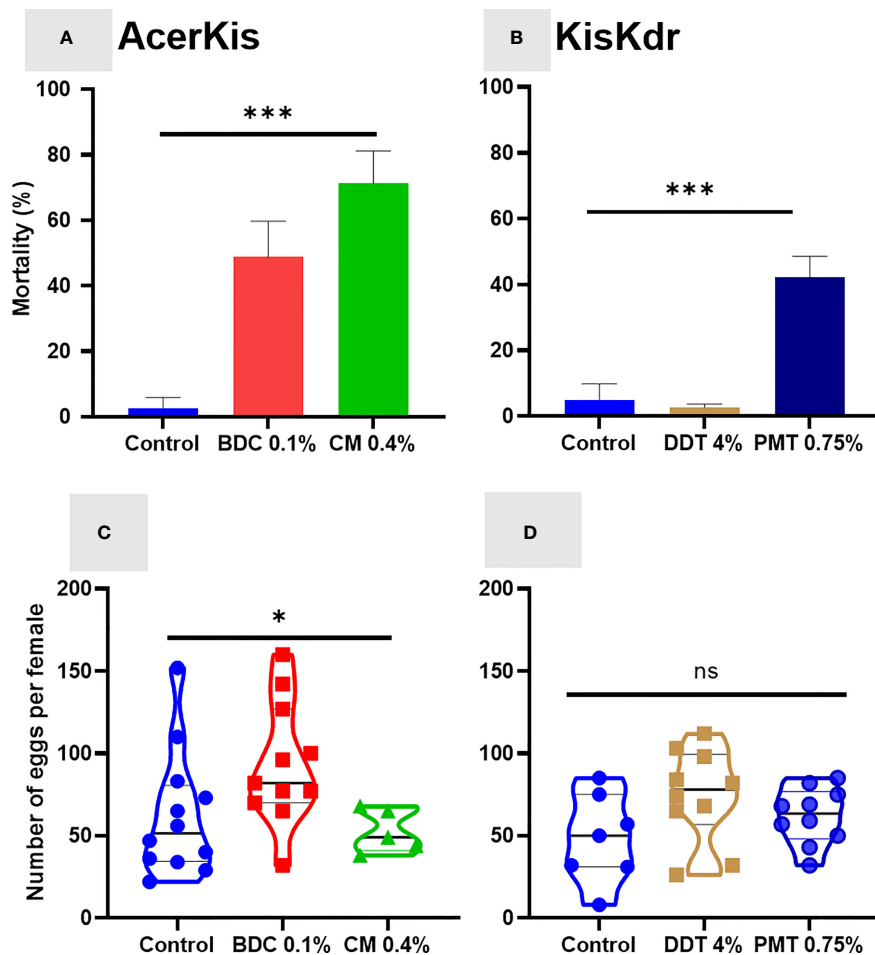 A AcerKis
B KisKdr
Mortality (%)
100
80
60
40
20
0
***
Control BDC 0.1% CM 0.4%
100
80
60
40
20
0
***
Control DDT 4% PMT 0.75%
C
D
Number of eggs per female
200
150
100
50
0
*
Control BDC 0.1% CM 0.4%
200
150
100
50
0
ns
Control DDT 4% PMT 0.75%